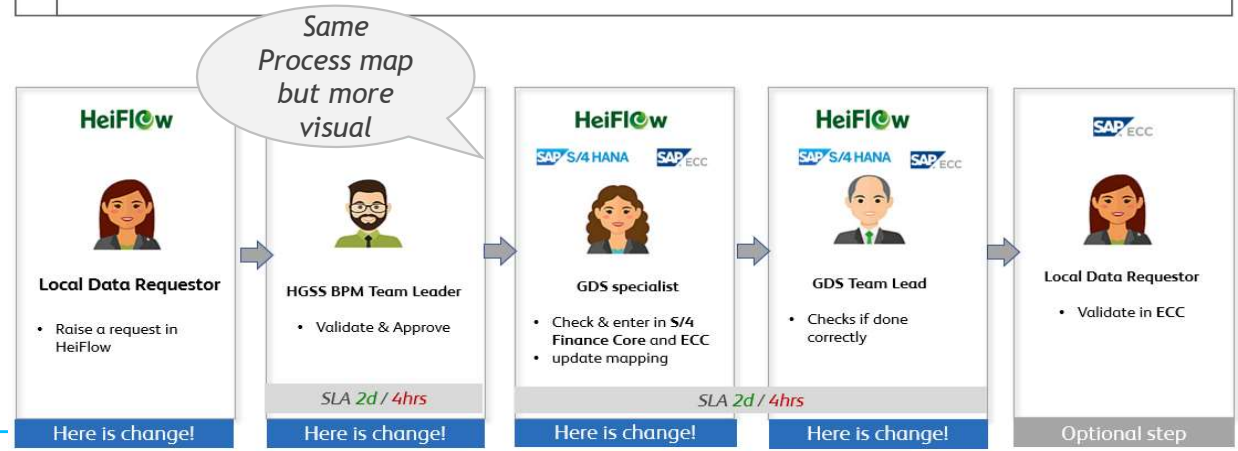 Same
Process map
but more
visual
HeiFlow
Local Data Requestor
• Raise a request in
HeiFlow
Here is change!
HGSS BPM Team Leader
• Validate & Approve
SLA 2d / 4hrs
Here is change!
HeiFlow
SAP S/4 HANA
SAP ECC
GDS specialist
• Check & enter in S/4
Finance Core and ECC
• update mapping
Here is change!
HeiFlow
SAP S/4 HANA
SAP ECC
GDS Team Lead
• Checks if done
correctly
SLA 2d / 4hrs
Here is change!
SAP ECC
Local Data Requestor
• Validate in ECC
Optional step